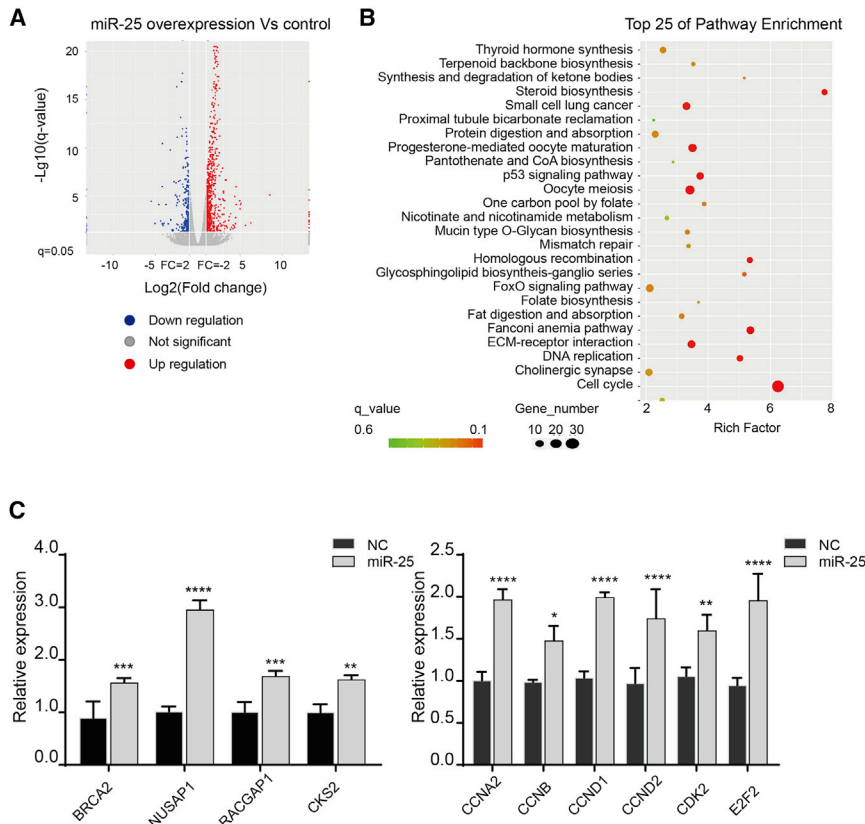 A
miR-25 overexpression Vs control
20
15
10
5
q=0.05
-Lg10(q-value)
-10
-5
FC=2
FC=-2
5
10
Log2(Fold change)
Down regulation
Not significant
Up regulation
B
Top 25 of Pathway Enrichment
Thyroid hormone synthesis
Terpenoid backbone biosynthesis
Synthesis and degradation of ketone bodies
Steroid biosynthesis
Small cell lung cancer
Proximal tubule bicarbonate reclamation
Protein digestion and absorption
Progesterone-mediated oocyte maturation
Pantothenate and CoA biosynthesis
p53 signaling pathway
Oocyte meiosis
One carbon pool by folate
Nicotinate and nicotinamide metabolism
Mucin type O-Glycan biosynthesis
Mismatch repair
Homologous recombination
Glycosphingolipid biosyntheis-ganglio series
FoxO signaling pathway
Folate biosynthesis
Fat digestion and absorption
Fanconi anemia pathway
ECM-receptor interaction
DNA replication
Cholinergic synapse
Cell cycle
2
4
6
8
Rich Factor
q_value
0.6
0.1
Gene_number
10 20 30
C
NC
miR-25
4.0
3.0
2.0
1.0
0.0
Relative expression
***
****
***
**
BRCA2
NUSAP1
RACGAP1
CKS2
NC
miR-25
2.5
2.0
1.5
1.0
0.5
0.0
Relative expression
****
*
****
****
**
****
CCNA2
CCNB
CCND1
CCND2
CDK2
E2F2